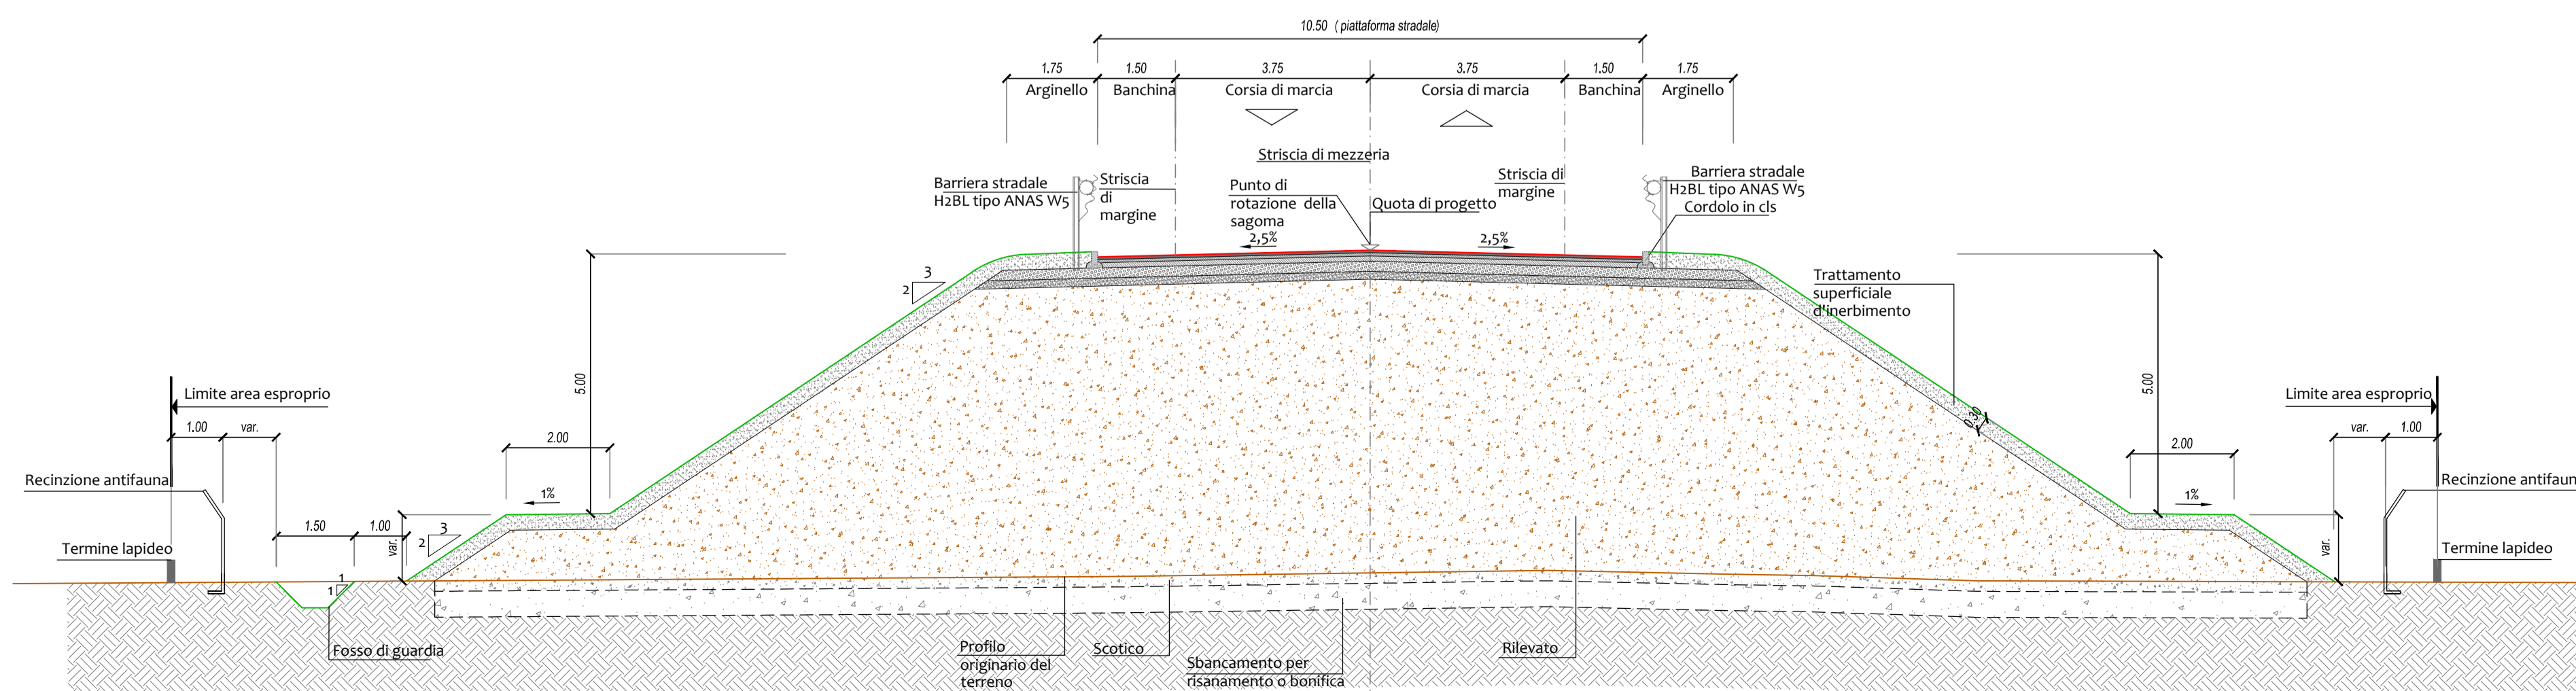 10.50 ( piattaforma stradale)
1.75 1.50 3.75 3.75 1.50 1.75
Arginello Banchina Corsia di marcia Corsia di marcia Banchina Arginello
Striscia di mezzeria
Barriera stradale
H2BL tipo ANAS W5
Striscia
di
margine
Punto di
rotazione della
sagoma
Quota di progetto
Striscia di
margine
Barriera stradale
H2BL tipo ANAS W5
Cordolo in cls
2,5% 2,5%
3
2
Trattamento
superficiale
d'inerbimento
5.00
5.00
0.30
Limite area esproprio
1.00 var.
2.00
1%
Recinzione antifauna
1.50 1.00
var.
3
2
Termine lapideo
1
1
Fosso di guardia
Profilo
originario del
terreno
Scotico
Sbancamento per
risanamento o bonifica
Rilevato
Limite area esproprio
var. 1.00
2.00
1%
Recinzione antifaun
var.
Termine lapideo